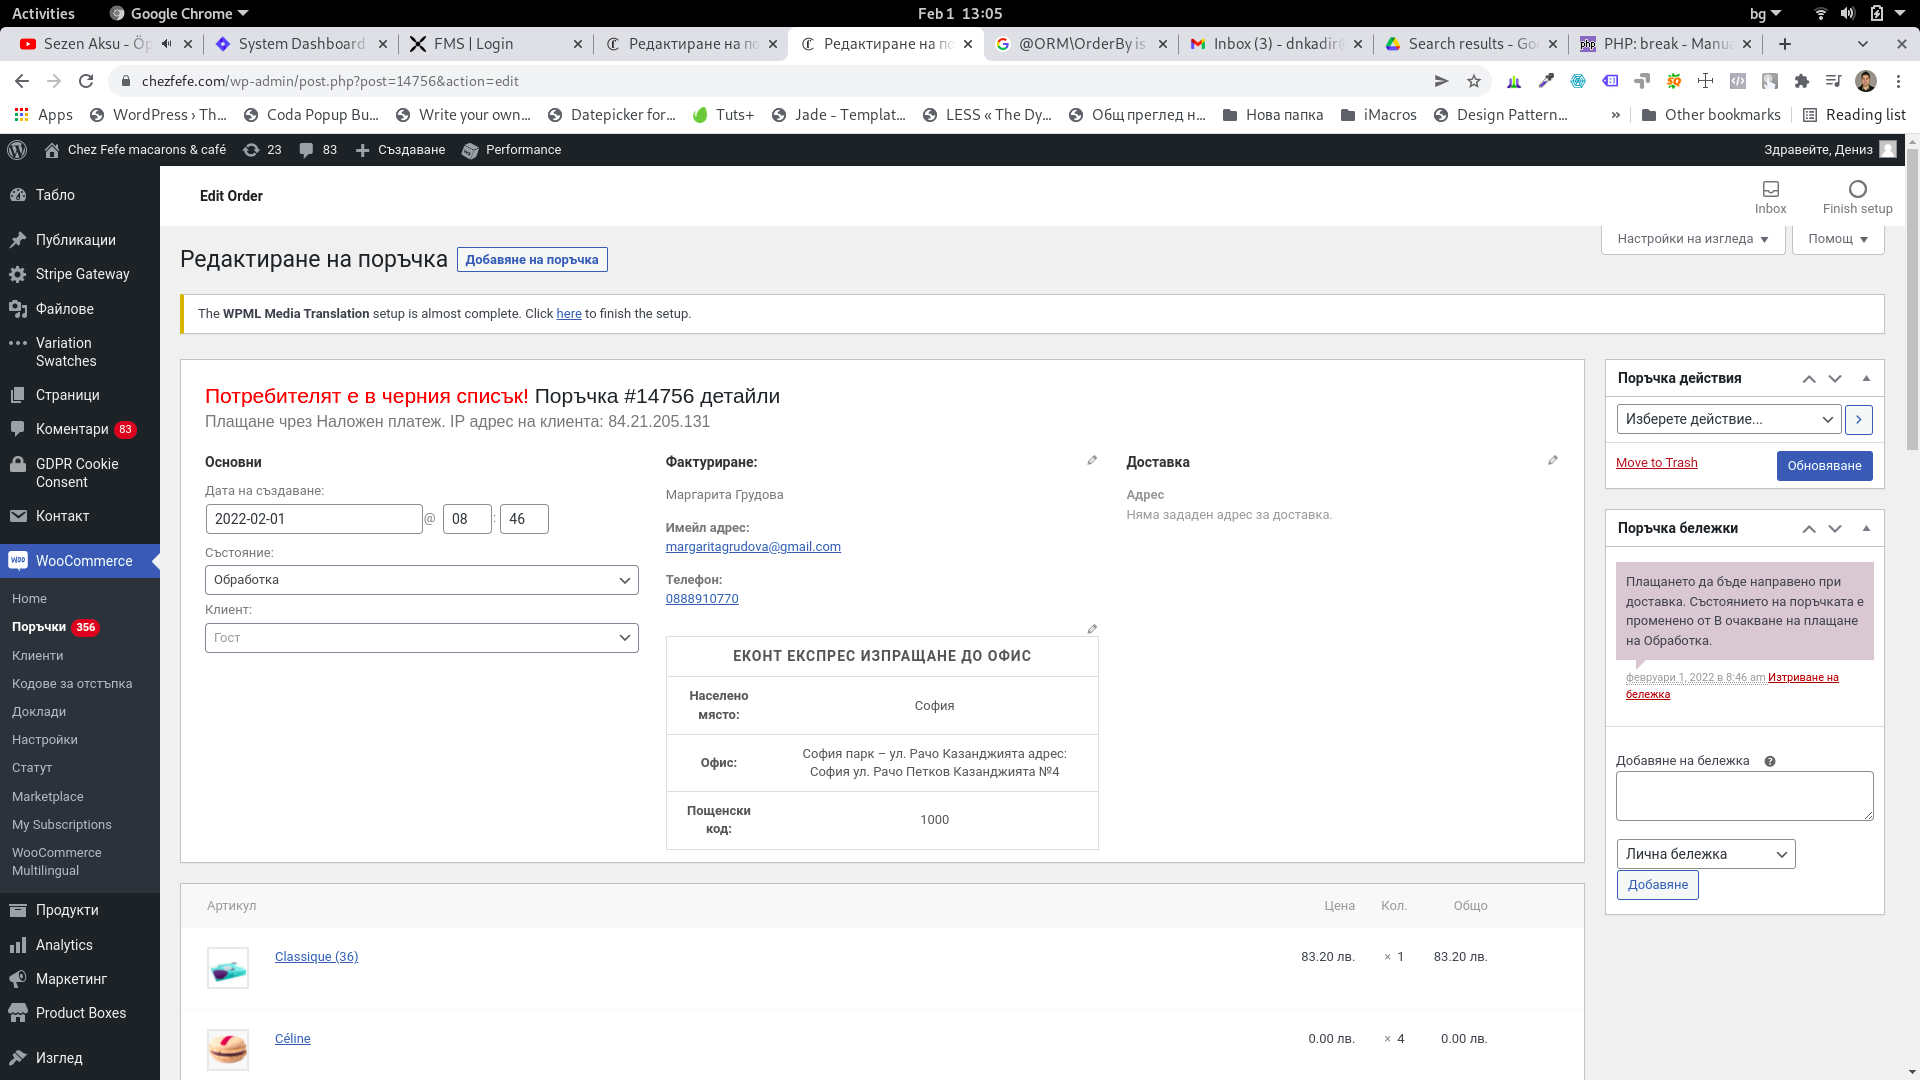 Activities
Google Chrome
Feb 1 13:05
bg
Sezen Aksu - Öp
System Dashboard
FMS | Login
Редактиране на по
Редактиране на по
@ORM\OrderBy is
Inbox (3) - dnkadir@
Search results - Goo
PHP: break - Manua
chezfefe.com/wp-admin/post.php?post=14756&action=edit
Apps
WordPress › Th...
Coda Popup Bu...
Write your own...
Datepicker for...
Tuts+
Jade - Templat...
LESS « The Dy...
Общ преглед н...
Нова папка
iMacros
Design Pattern...
»
Other bookmarks
Reading list
Chez Fefe macarons & café
23
83
Създаване
Performance
Здравейте, Дениз
Табло
Публикации
Stripe Gateway
Файлове
Variation
Swatches
Страници
Коментари 83
GDPR Cookie
Consent
Контакт
WooCommerce
Home
Поръчки 356
Клиенти
Кодове за отстъпка
Доклади
Настройки
Статут
Marketplace
My Subscriptions
WooCommerce
Multilingual
Продукти
Analytics
Маркетинг
Product Boxes
Изглед
Edit Order
Inbox
Finish setup
Настройки на изгледа
Помощ
Редактиране на поръчка
Добавяне на поръчка
The WPML Media Translation setup is almost complete. Click here to finish the setup.
Потребителят е в черния списък! Поръчка #14756 детайли
Плащане чрез Наложен платеж. IP адрес на клиента: 84.21.205.131
Основни
Дата на създаване:
2022-02-01 @ 08 : 46
Състояние:
Обработка
Клиент:
Гост
Фактуриране:
Маргарита Грудова
Имейл адрес:
margaritagrudova@gmail.com
Телефон:
0888910770
ЕКОНТ ЕКСПРЕС ИЗПРАЩАНЕ ДО ОФИС
Населено
място:
София
Офис:
София парк – ул. Рачо Казанджията адрес:
София ул. Рачо Петков Казанджията №4
Пощенски
код:
1000
Доставка
Адрес
Няма зададен адрес за доставка.
Артикул
Цена
Кол.
Общо
Classique (36)
83.20 лв.
× 1
83.20 лв.
Céline
0.00 лв.
× 4
0.00 лв.
Поръчка действия
Изберете действие...
Move to Trash
Обновяване
Поръчка бележки
Плащането да бъде направено при
доставка. Състоянието на поръчката е
променено от В очакване на плащане
на Обработка.
февруари 1, 2022 в 8:46 am Изтриване на
бележка
Добавяне на бележка
Лична бележка
Добавяне